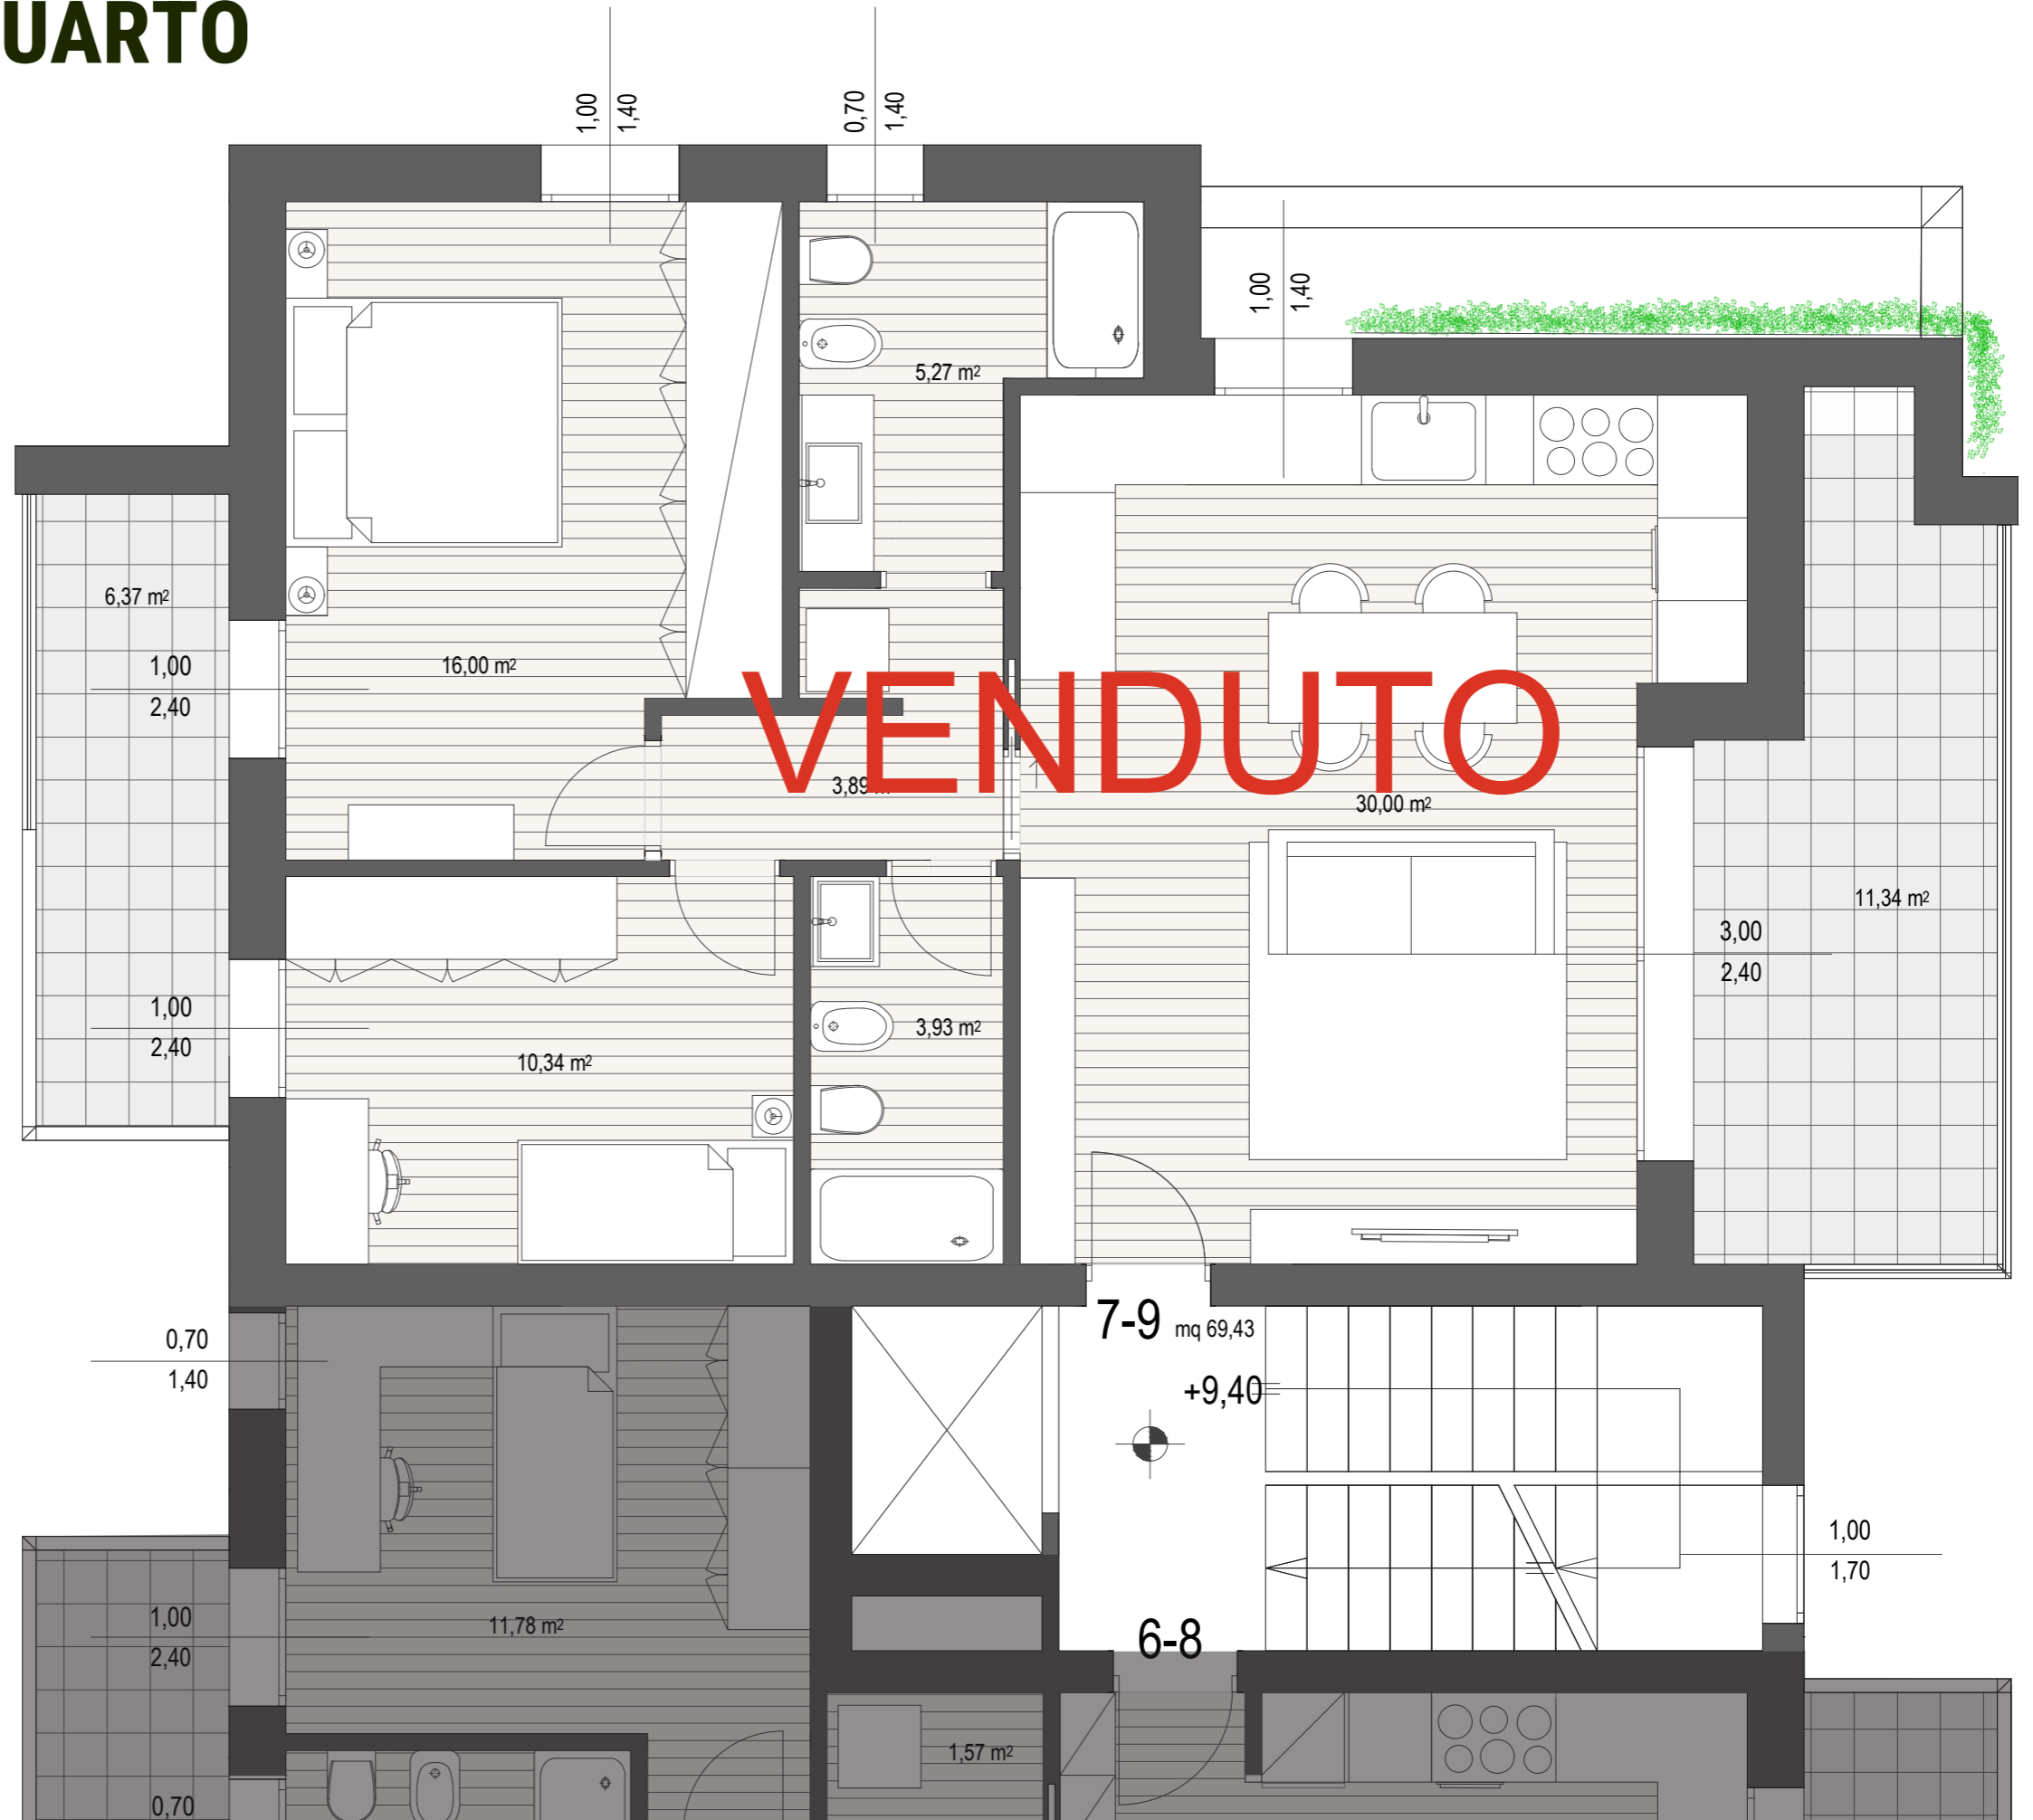 UARTO
1,00
1,40
0,70
1,40
1,00
1,40
5,27 m²
6,37 m²
1,00
2,40
16,00 m²
VENDUTO
3,89
30,00 m²
11,34 m²
3,00
2,40
1,00
2,40
10,34 m²
3,93 m²
7-9 mq 69,43
0,70
1,40
+9,40
1,00
1,70
1,00
2,40
11,78 m²
6-8
1,57 m²
0,70